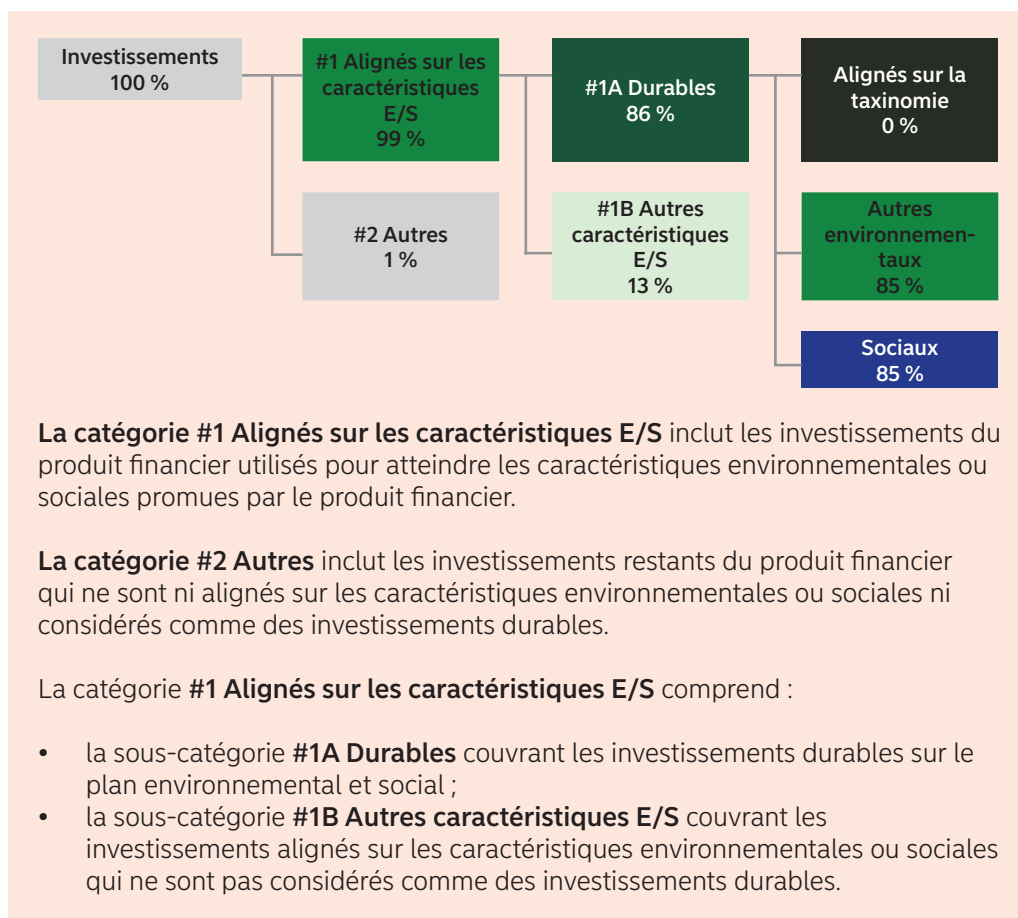 Investissements
100 %
#1 Alignés sur les
caractéristiques
E/S
99 %
#2 Autres
1 %
#1A Durables
86 %
#1B Autres
caractéristiques
E/S
13 %
Alignés sur la
taxinomie
0 %
Autres
environnemen-
taux
85 %
Sociaux
85 %
La catégorie #1 Alignés sur les caractéristiques E/S inclut les investissements du
produit financier utilisés pour atteindre les caractéristiques environnementales ou
sociales promues par le produit financier.
La catégorie #2 Autres inclut les investissements restants du produit financier
qui ne sont ni alignés sur les caractéristiques environnementales ou sociales ni
considérés comme des investissements durables.
La catégorie #1 Alignés sur les caractéristiques E/S comprend :
• la sous-catégorie #1A Durables couvrant les investissements durables sur le
plan environnemental et social ;
• la sous-catégorie #1B Autres caractéristiques E/S couvrant les
investissements alignés sur les caractéristiques environnementales ou sociales
qui ne sont pas considérés comme des investissements durables.